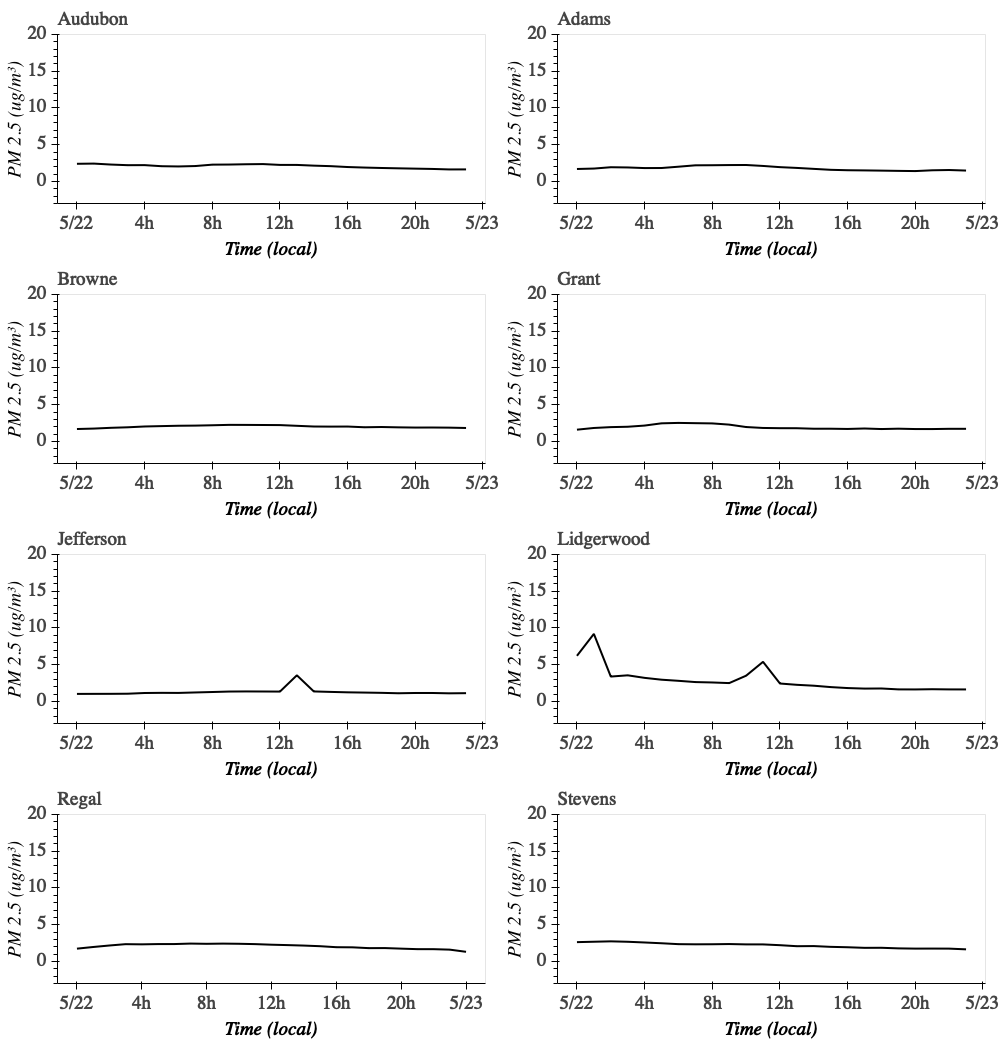 Audubon
20
15
10
5
0
PM 2.5 (ug/m³)
5/22 4h 8h 12h 16h 20h 5/23
Time (local)
Adams
20
15
10
5
0
PM 2.5 (ug/m³)
5/22 4h 8h 12h 16h 20h 5/23
Time (local)
Browne
20
15
10
5
0
PM 2.5 (ug/m³)
5/22 4h 8h 12h 16h 20h 5/23
Time (local)
Grant
20
15
10
5
0
PM 2.5 (ug/m³)
5/22 4h 8h 12h 16h 20h 5/23
Time (local)
Jefferson
20
15
10
5
0
PM 2.5 (ug/m³)
5/22 4h 8h 12h 16h 20h 5/23
Time (local)
Lidgerwood
20
15
10
5
0
PM 2.5 (ug/m³)
5/22 4h 8h 12h 16h 20h 5/23
Time (local)
Regal
20
15
10
5
0
PM 2.5 (ug/m³)
5/22 4h 8h 12h 16h 20h 5/23
Time (local)
Stevens
20
15
10
5
0
PM 2.5 (ug/m³)
5/22 4h 8h 12h 16h 20h 5/23
Time (local)